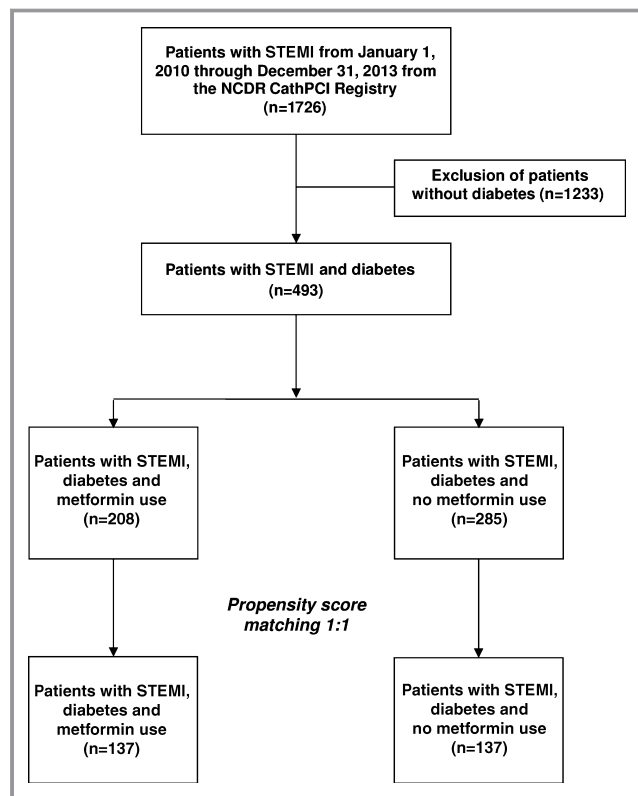 Patients with STEMI from January 1,
2010 through December 31, 2013 from
the NCDR CathPCI Registry
(n=1726)
Exclusion of patients
without diabetes (n=1233)
Patients with STEMI and diabetes
(n=493)
Patients with STEMI,
diabetes and
metformin use
(n=208)
Patients with STEMI,
diabetes and
no metformin use
(n=285)
Propensity score
matching 1:1
Patients with STEMI,
diabetes and
metformin use
(n=137)
Patients with STEMI,
diabetes and
no metformin use
(n=137)